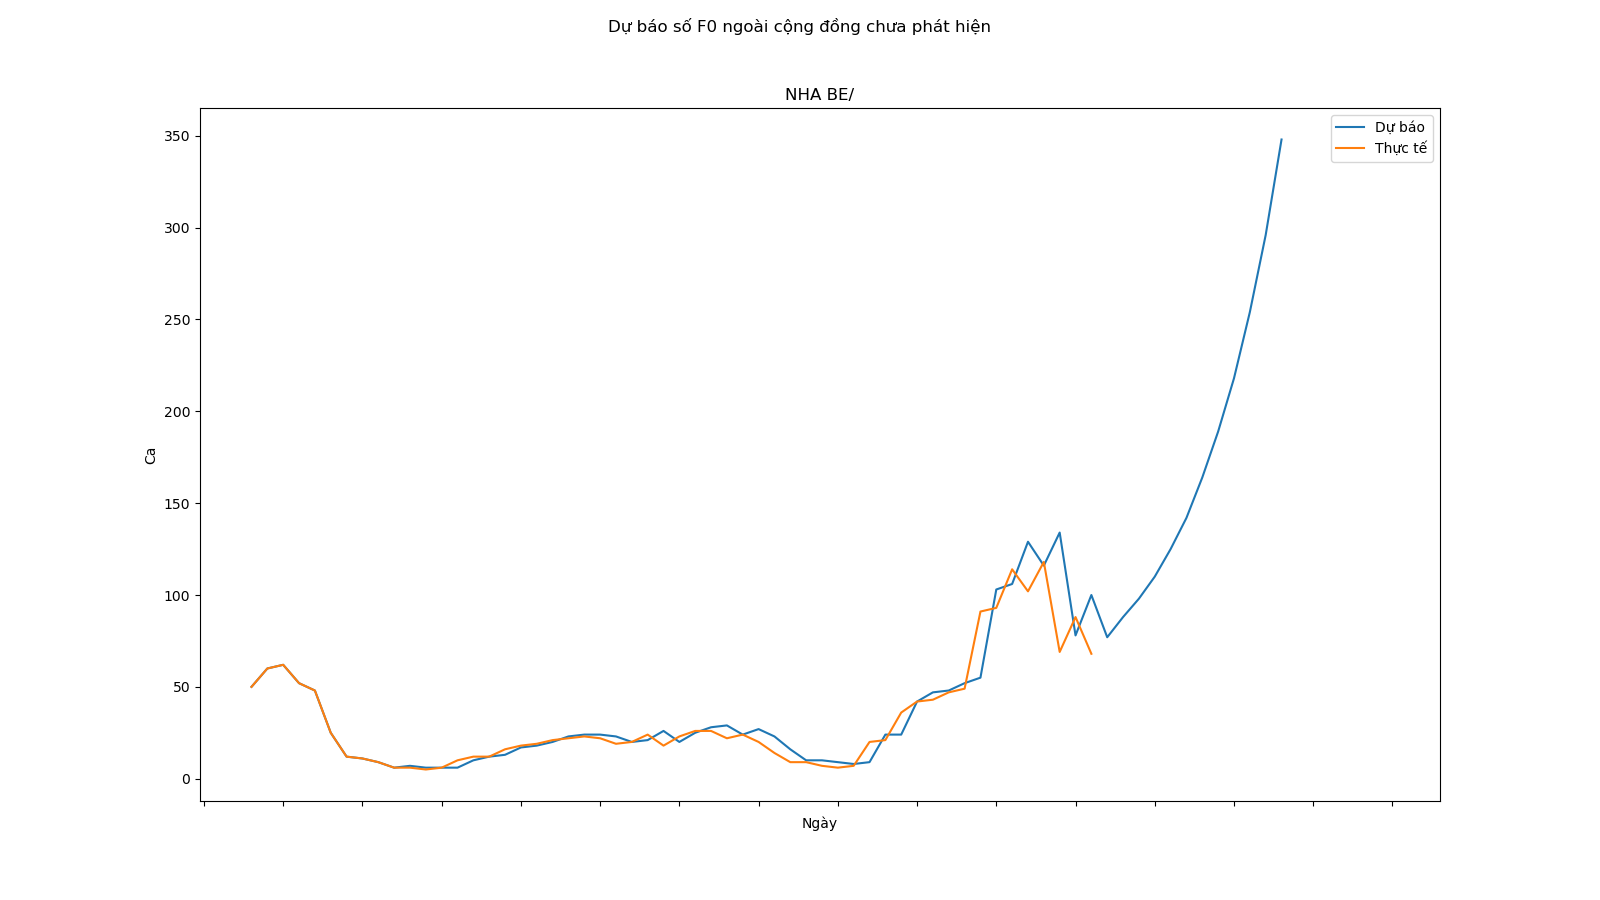 Dự báo số F0 ngoài cộng đồng chưa phát hiện
NHA BE/
350
300
250
200
150
100
50
0
Ca
Ngày
Dự báo
Thực tế